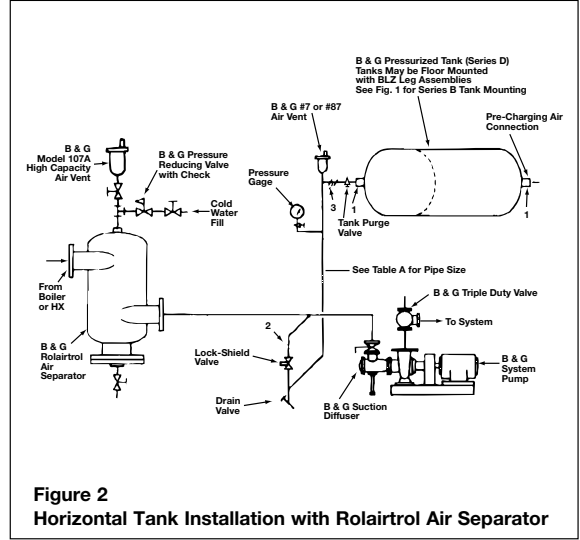 B & G Pressurized Tank (Series D)
Tanks May be Floor Mounted
with BLZ Leg Assemblies
See Fig. 1 for Series B Tank Mounting
B & G #7 or #87
Air Vent
Pre-Charging Air
Connection
B & G
Model 107A
High Capacity
Air Vent
B & G Pressure
Reducing Valve
with Check
Pressure
Gage
Cold
Water
Fill
3
1
Tank Purge
Valve
1
From
Boiler
or HX
See Table A for Pipe Size
B & G Triple Duty Valve
To System
2
B & G
Rolairtrol
Air
Separator
Lock-Shield
Valve
Drain
Valve
B & G Suction
Diffuser
B & G
System
Pump
Figure 2
Horizontal Tank Installation with Rolairtrol Air Separator